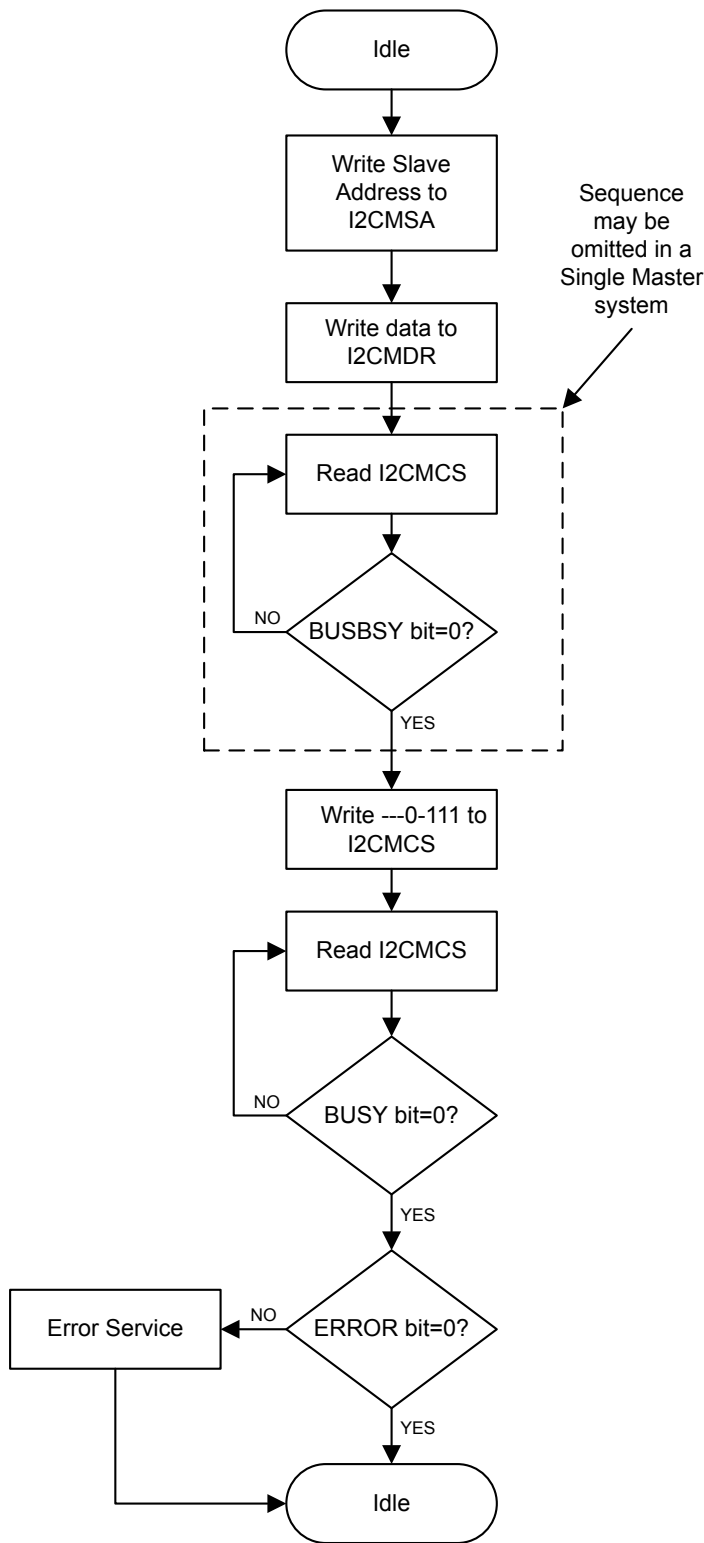 Idle
Write Slave
Address to
I2CMSA
Sequence
may be
omitted in a
Single Master
system
Write data to
I2CMDR
Read I2CMCS
BUSBSY bit=0?
NO
YES
Write ---0-111 to
I2CMCS
Read I2CMCS
BUSY bit=0?
NO
YES
ERROR bit=0?
NO
Error Service
YES
Idle